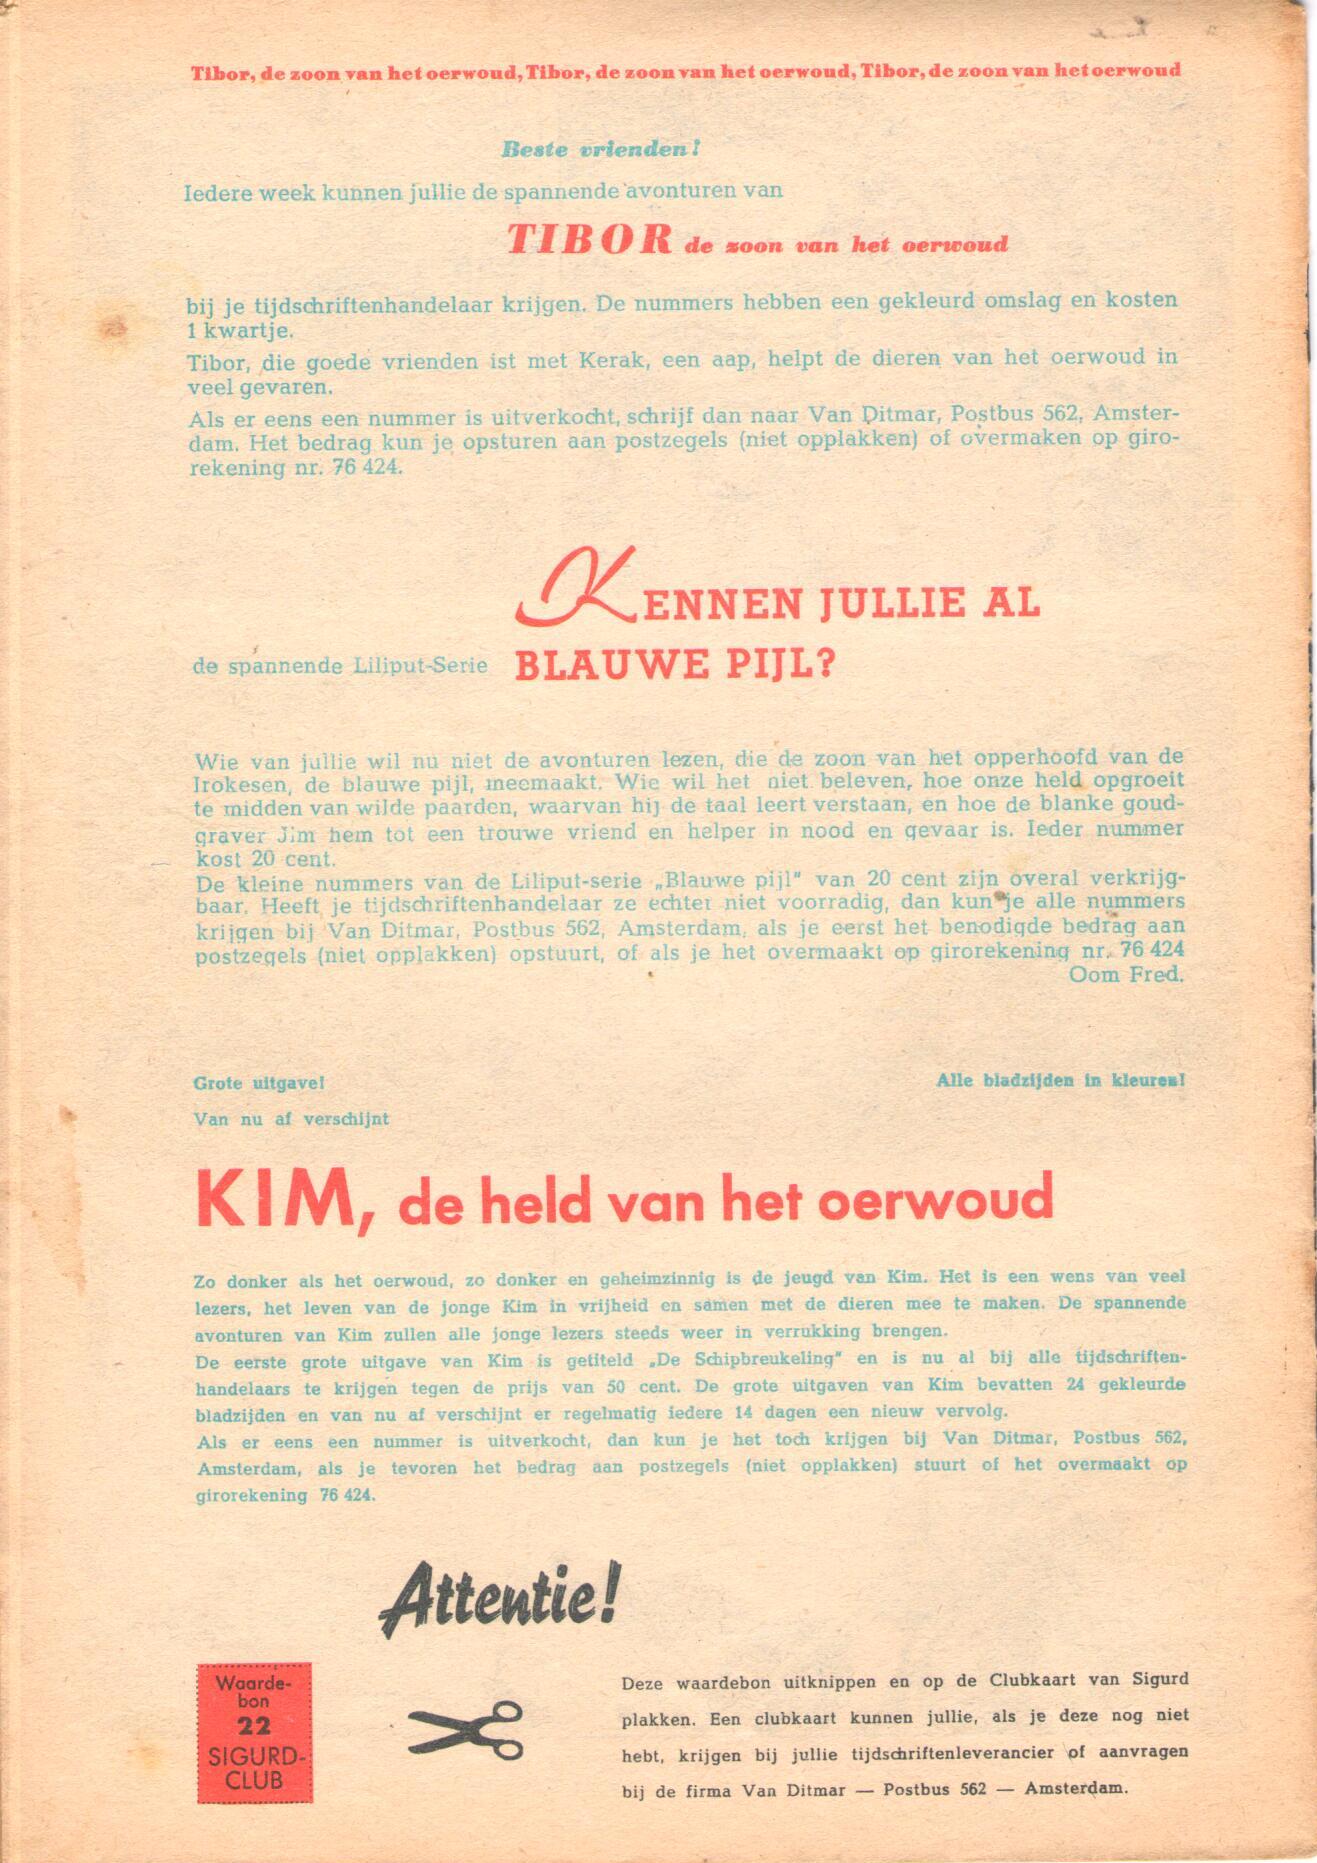 Tibor, de zoon van het oerwoud, Tibor, de zoon van het oerwoud, Tibor, de zoon van het oerwoud
Beste vrienden!
Iedere week kunnen jullie de spannende avonturen van
TIBOR de zoon van het oerwoud
bij je tijdschriftenhandelaar krijgen. De nummers hebben een gekleurd omslag en kosten
1 kwartje.
Tibor, die goede vrienden ist met Kerak, een aap, helpt de dieren van het oerwoud in
veel gevaren.
Als er eens een nummer is uitverkocht, schrijf dan naar Van Ditmar, Postbus 562, Amster-
dam. Het bedrag kun je opsturen aan postzegels (niet opplakken) of overmaken op giro-
rekening nr. 76 424.
KENNEN JULLIE AL
de spannende Liliput-Serie BLAUWE PIJL?
Wie van jullie wil nu niet de avonturen lezen, die de zoon van het opperhoofd van de
Irokesen, de blauwe pijl, meemaakt. Wie wil het niet beleven, hoe onze held opgroeit
te midden van wilde paarden, waarvan hij de taal leert verstaan, en hoe de blanke goud-
graver Jim hem tot een trouwe vriend en helper in nood en gevaar is. Ieder nummer
kost 20 cent.
De kleine nummers van de Liliput-serie „Blauwe pijl" van 20 cent zijn overal verkrijg-
baar. Heeft je tijdschriftenhandelaar ze echter niet voorradig, dan kun je alle nummers
krijgen bij Van Ditmar, Postbus 562, Amsterdam, als je eerst het benodigde bedrag aan
postzegels (niet opplakken) opstuurt, of als je het overmaakt op girorekening nr. 76 424
Oom Fred.
Grote uitgave! Alle bladzijden in kleuren!
Van nu af verschijnt
KIM, de held van het oerwoud
Zo donker als het oerwoud, zo donker en geheimzinnig is de jeugd van Kim. Het is een wens van veel
lezers, het leven van de jonge Kim in vrijheid en samen met de dieren mee te maken. De spannende
avonturen van Kim zullen alle jonge lezers steeds weer in verrukking brengen.
De eerste grote uitgave van Kim is getiteld „De Schipbreukeling" en is nu al bij alle tijdschriften-
handelaars te krijgen tegen de prijs van 50 cent. De grote uitgaven van Kim bevatten 24 gekleurde
bladzijden en van nu af verschijnt er regelmatig iedere 14 dagen een nieuw vervolg.
Als er eens een nummer is uitverkocht, dan kun je het toch krijgen bij Van Ditmar, Postbus 562,
Amsterdam, als je tevoren het bedrag aan postzegels (niet opplakken) stuurt of het overmaakt op
girorekening 76 424.
Attentie!
Waarde-
bon
22
SIGURD-
CLUB
Deze waardebon uitknippen en op de Clubkaart van Sigurd
plakken. Een clubkaart kunnen jullie, als je deze nog niet
hebt, krijgen bij jullie tijdschriftenleverancier of aanvragen
bij de firma Van Ditmar — Postbus 562 — Amsterdam.